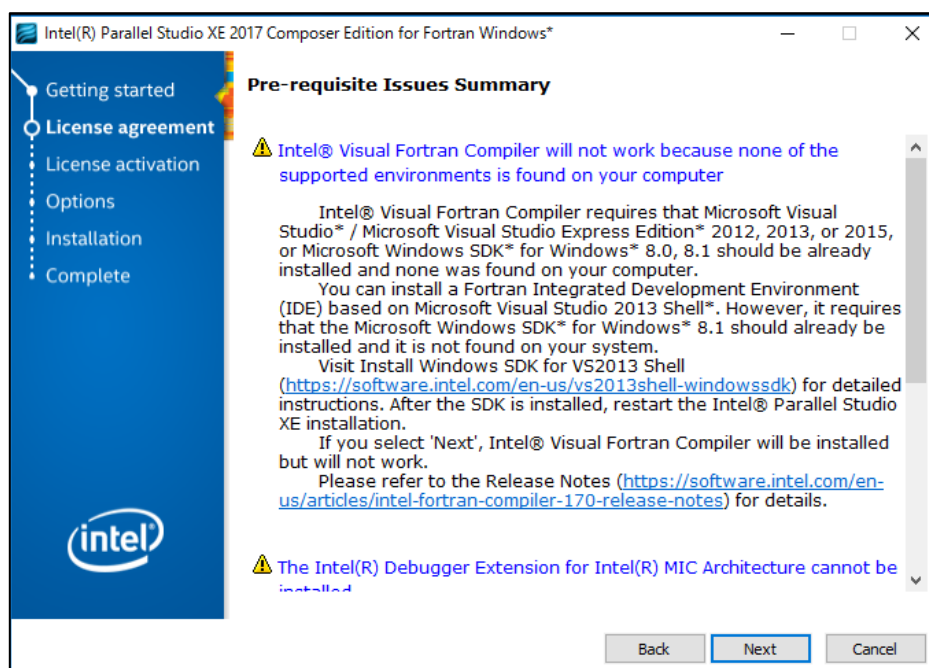 Intel(R) Parallel Studio XE 2017 Composer Edition for Fortran Windows*
Getting started
License agreement
License activation
Options
Installation
Complete
intel®
Pre-requisite Issues Summary
Intel® Visual Fortran Compiler will not work because none of the
supported environments is found on your computer
Intel® Visual Fortran Compiler requires that Microsoft Visual
Studio* / Microsoft Visual Studio Express Edition* 2012, 2013, or 2015,
or Microsoft Windows SDK* for Windows* 8.0, 8.1 should be already
installed and none was found on your computer.
You can install a Fortran Integrated Development Environment
(IDE) based on Microsoft Visual Studio 2013 Shell*. However, it requires
that the Microsoft Windows SDK* for Windows* 8.1 should already be
installed and it is not found on your system.
Visit Install Windows SDK for VS2013 Shell
(https://software.intel.com/en-us/vs2013shell-windowssdk) for detailed
instructions. After the SDK is installed, restart the Intel® Parallel Studio
XE installation.
If you select 'Next', Intel® Visual Fortran Compiler will be installed
but will not work.
Please refer to the Release Notes (https://software.intel.com/en-
us/articles/intel-fortran-compiler-170-release-notes) for details.
The Intel(R) Debugger Extension for Intel(R) MIC Architecture cannot be
installed
Back
Next
Cancel